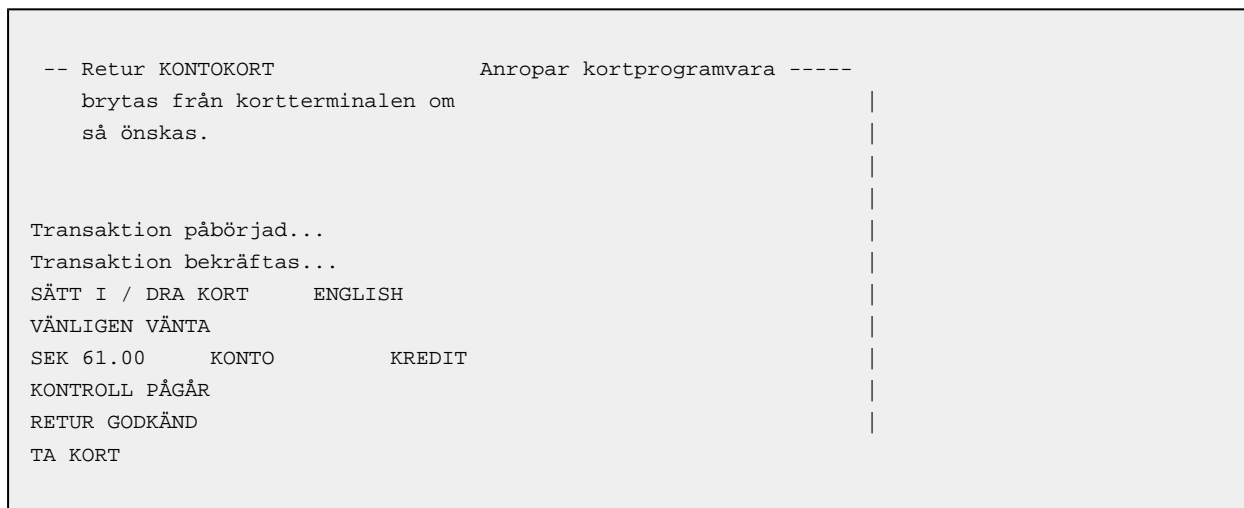 -- Retur KONTOKORT Anropar kortprogramvara -----
brytas från kortterminalen om |
så önskas. |
|
|
Transaktion påbörjad... |
Transaktion bekräftas... |
SÄTT I / DRA KORT ENGLISH |
VÄNLIGEN VÄNTA |
SEK 61.00 KONTO KREDIT |
KONTROLL PÅGÅR |
RETUR GODKÄND |
TA KORT